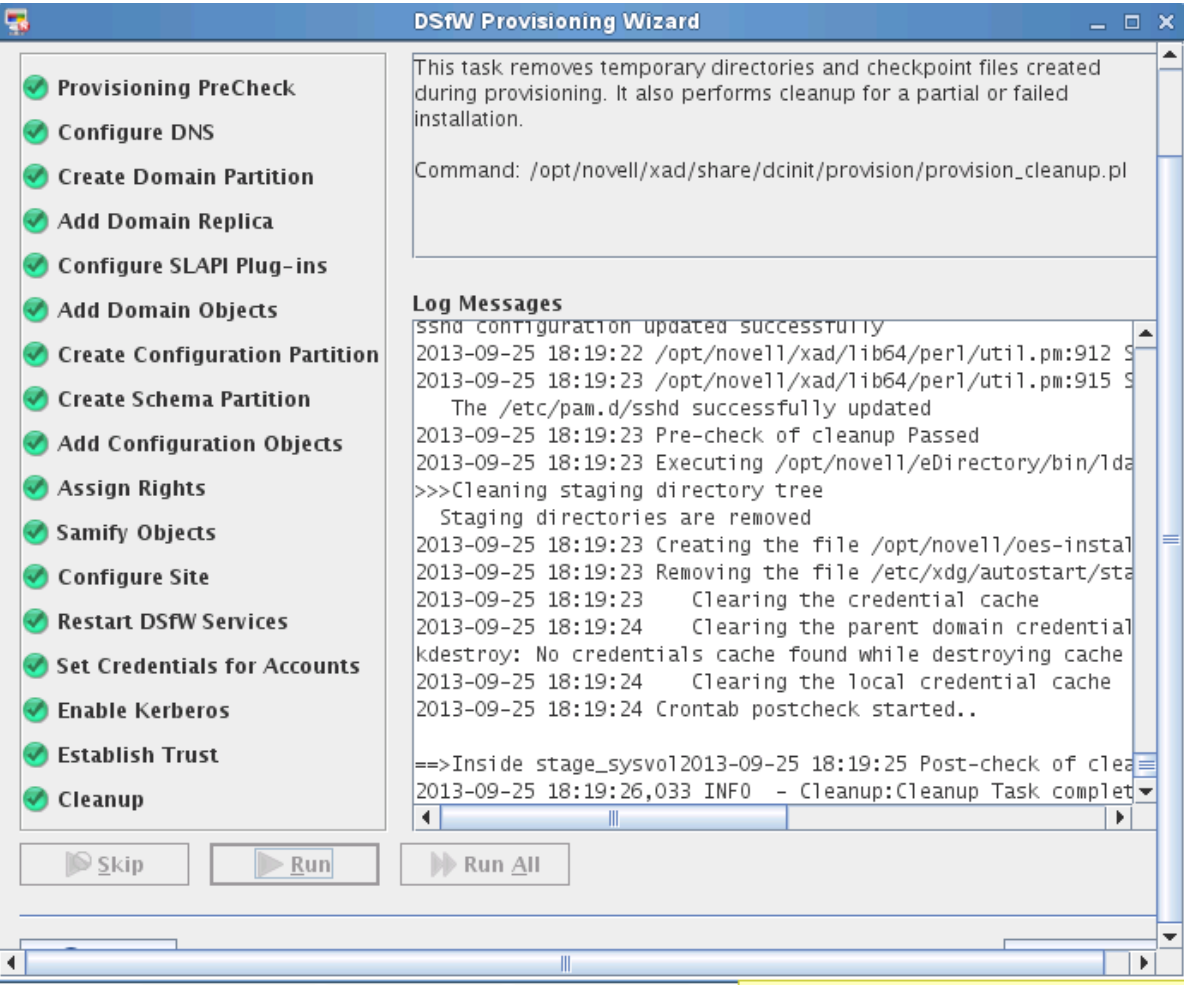 DSfW Provisioning Wizard
Provisioning PreCheck
Configure DNS
Create Domain Partition
Add Domain Replica
Configure SLAPI Plug-ins
Add Domain Objects
Create Configuration Partition
Create Schema Partition
Add Configuration Objects
Assign Rights
Samify Objects
Configure Site
Restart DSfW Services
Set Credentials for Accounts
Enable Kerberos
Establish Trust
Cleanup
This task removes temporary directories and checkpoint files created
during provisioning. It also performs cleanup for a partial or failed
installation.
Command: /opt/novell/xad/share/dcinit/provision/provision_cleanup.pl
Log Messages
sshd configuration updated successfully
2013-09-25 18:19:22 /opt/novell/xad/lib64/perl/util.pm:912 S
2013-09-25 18:19:23 /opt/novell/xad/lib64/perl/util.pm:915 S
The /etc/pam.d/sshd successfully updated
2013-09-25 18:19:23 Pre-check of cleanup Passed
2013-09-25 18:19:23 Executing /opt/novell/eDirectory/bin/lda
>>>Cleaning staging directory tree
Staging directories are removed
2013-09-25 18:19:23 Creating the file /opt/novell/oes-instal
2013-09-25 18:19:23 Removing the file /etc/xdg/autostart/sta
2013-09-25 18:19:23 Clearing the credential cache
2013-09-25 18:19:24 Clearing the parent domain credential
kdestroy: No credentials cache found while destroying cache
2013-09-25 18:19:24 Clearing the local credential cache
2013-09-25 18:19:24 Crontab postcheck started..
==>Inside stage_sysvol2013-09-25 18:19:25 Post-check of clea
2013-09-25 18:19:26,033 INFO - Cleanup:Cleanup Task complet
Skip
Run
Run All